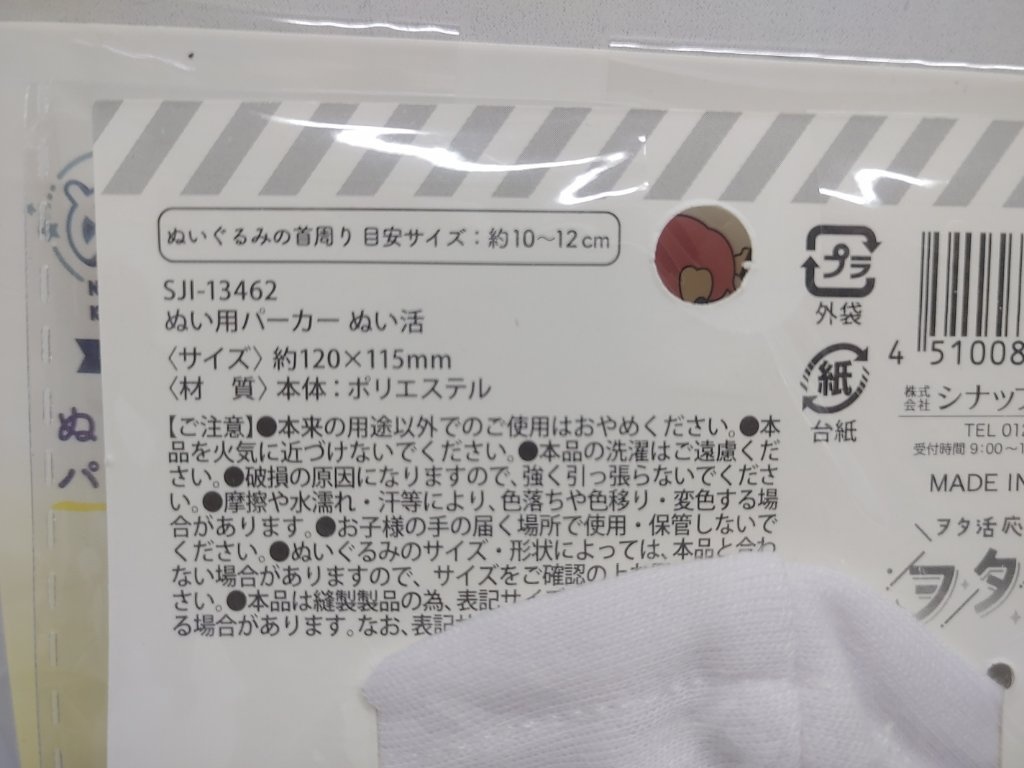 ぬいぐるみの首周り 目安サイズ：約10～12cm
SJI-13462
ぬい用パーカー ぬい活
〈サイズ〉約120×115mm
〈材　質〉本体：ポリエステル
【ご注意】●本来の用途以外でのご使用はおやめください。●本
品を火気に近づけないでください。●本品の洗濯はご遠慮くだ
さい。●破損の原因になりますので、強く引っ張らないでくださ
い。●摩擦や水濡れ・汗等により、色落ちや色移り・変色する場
合があります。●お子様の手の届く場所で使用・保管しないで
ください。●ぬいぐるみのサイズ・形状によっては、本品と合わ
ない場合がありますので、サイズをご確認の上
さい。●本品は縫製製品の為、表記サイズ
る場合があります。なお、表記
プラ
外袋
紙
台紙
4 51008
株式会社 シナップ
TEL 012
受付時間 9:00～1
MADE IN
ヲタ活応
ヲタ
ぬ
パ